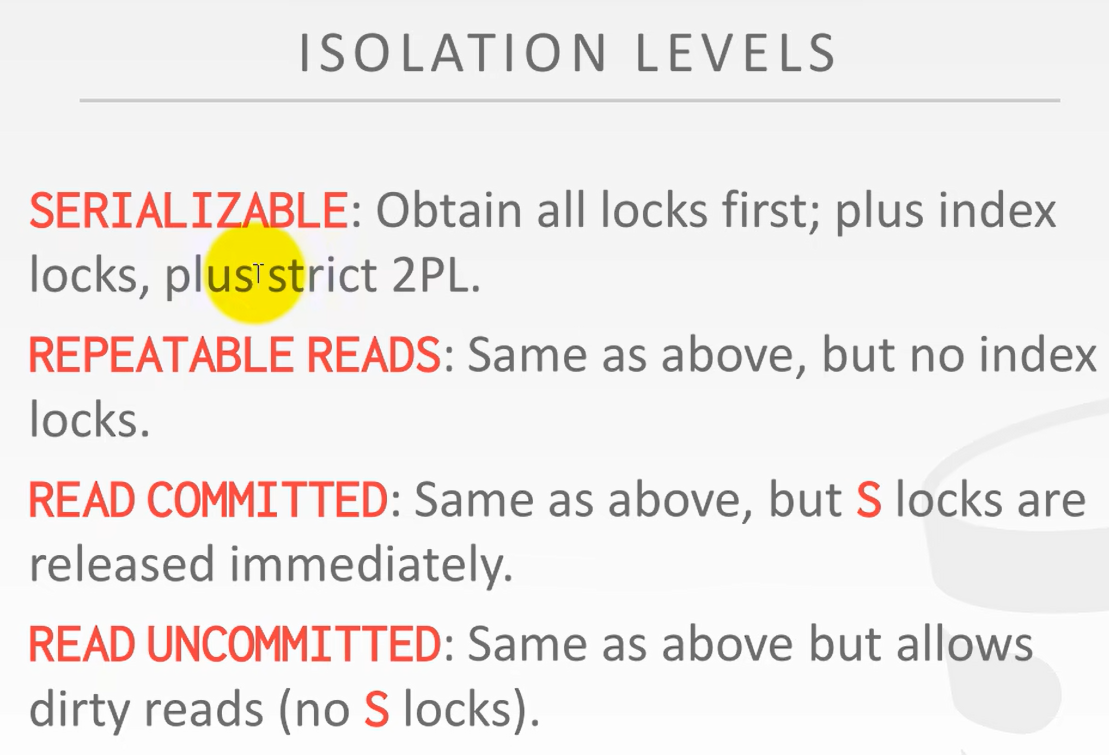 ISOLATION LEVELS
SERIALIZABLE: Obtain all locks first; plus index
locks, plus strict 2PL.
REPEATABLE READS: Same as above, but no index
locks.
READ COMMITTED: Same as above, but S locks are
released immediately.
READ UNCOMMITTED: Same as above but allows
dirty reads (no S locks).